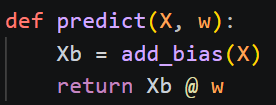 def predict(X, w):
    Xb = add_bias(X)
    return Xb @ w